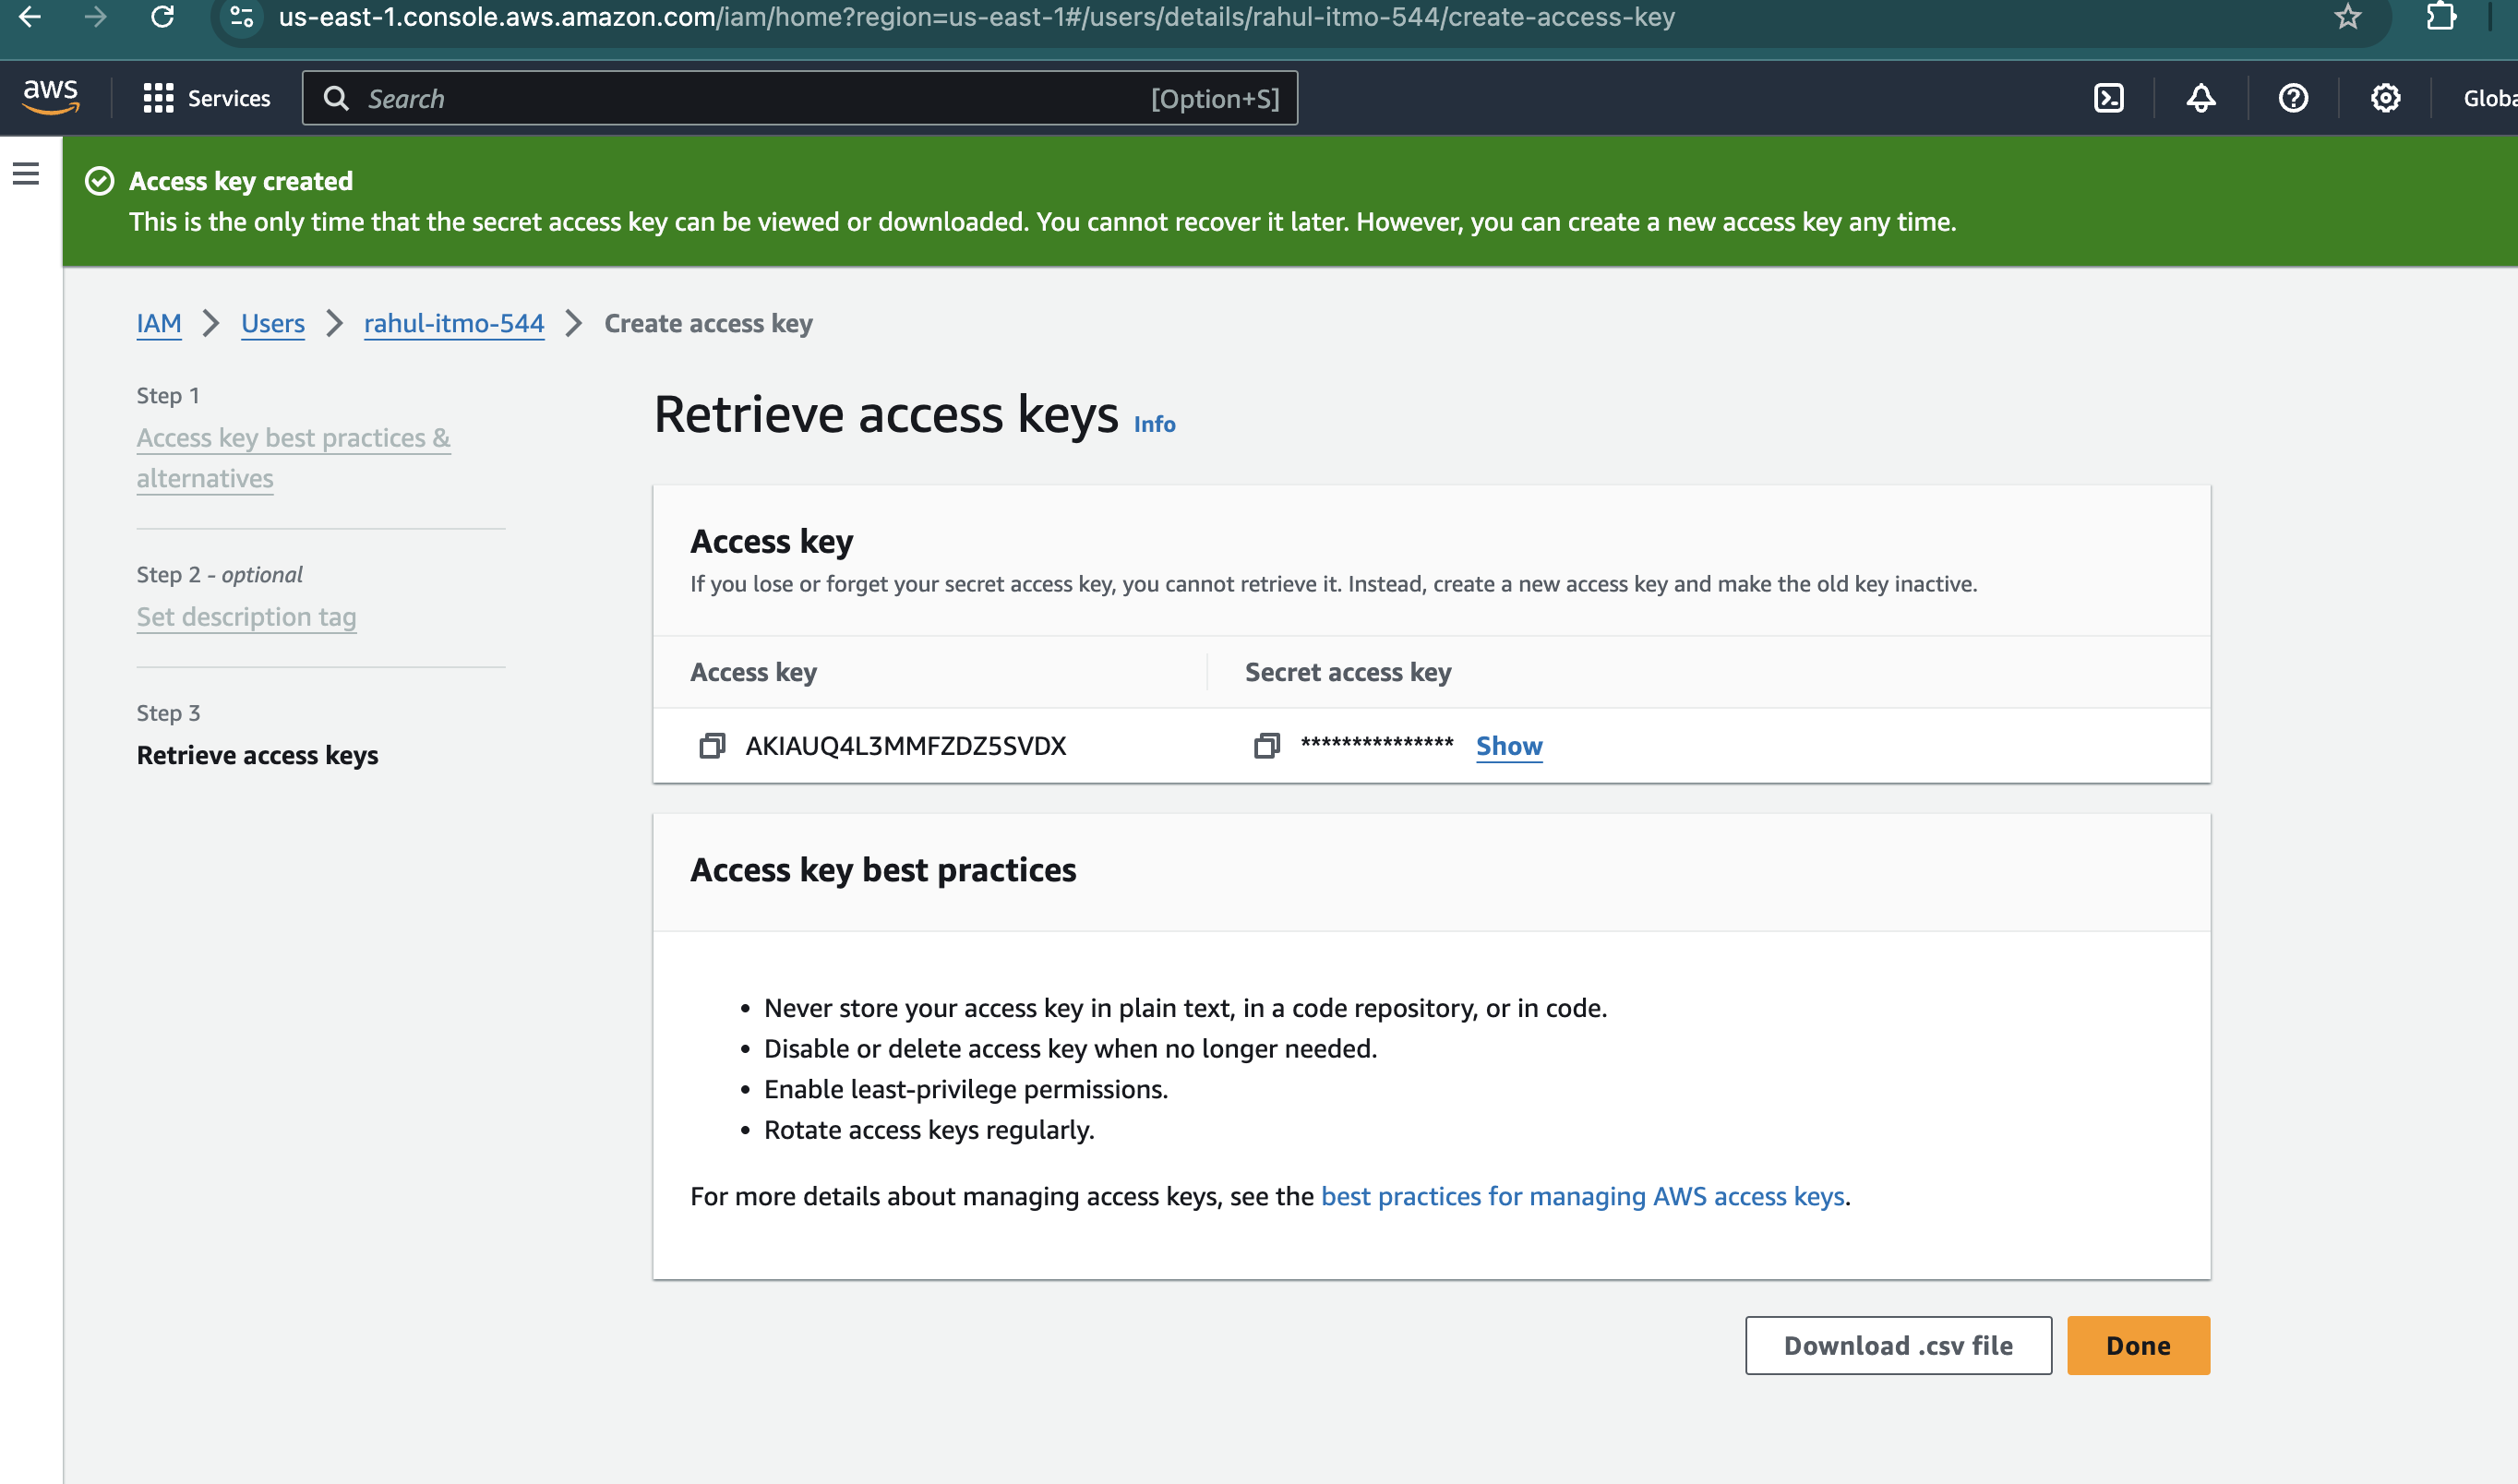 us-east-1.console.aws.amazon.com/iam/home?region=us-east-1#/users/details/rahul-itmo-544/create-access-key
aws
Services
Search
[Option+S]
Access key created
This is the only time that the secret access key can be viewed or downloaded. You cannot recover it later. However, you can create a new access key any time.
IAM > Users > rahul-itmo-544 > Create access key
Step 1
Access key best practices &
alternatives
Step 2 - optional
Set description tag
Step 3
Retrieve access keys
Retrieve access keys Info
Access key
If you lose or forget your secret access key, you cannot retrieve it. Instead, create a new access key and make the old key inactive.
Access key
Secret access key
AKIAUQ4L3MMFZDZ5SVDX
*************** Show
Access key best practices
• Never store your access key in plain text, in a code repository, or in code.
• Disable or delete access key when no longer needed.
• Enable least-privilege permissions.
• Rotate access keys regularly.
For more details about managing access keys, see the best practices for managing AWS access keys.
Download .csv file
Done